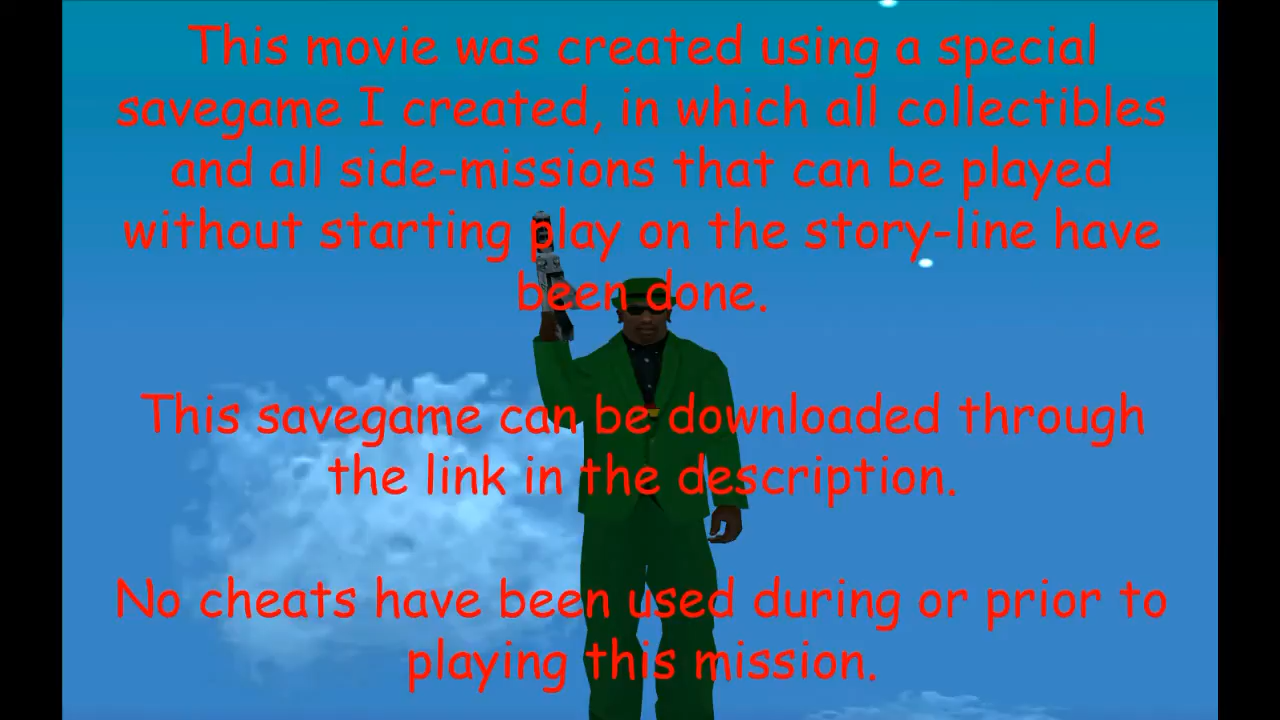 This movie was created using a special
savegame I created, in which all collectibles
and all side-missions that can be played
without starting play on the story-line have
been done.
This savegame can be downloaded through
the link in the description.
No cheats have been used during or prior to
playing this mission.